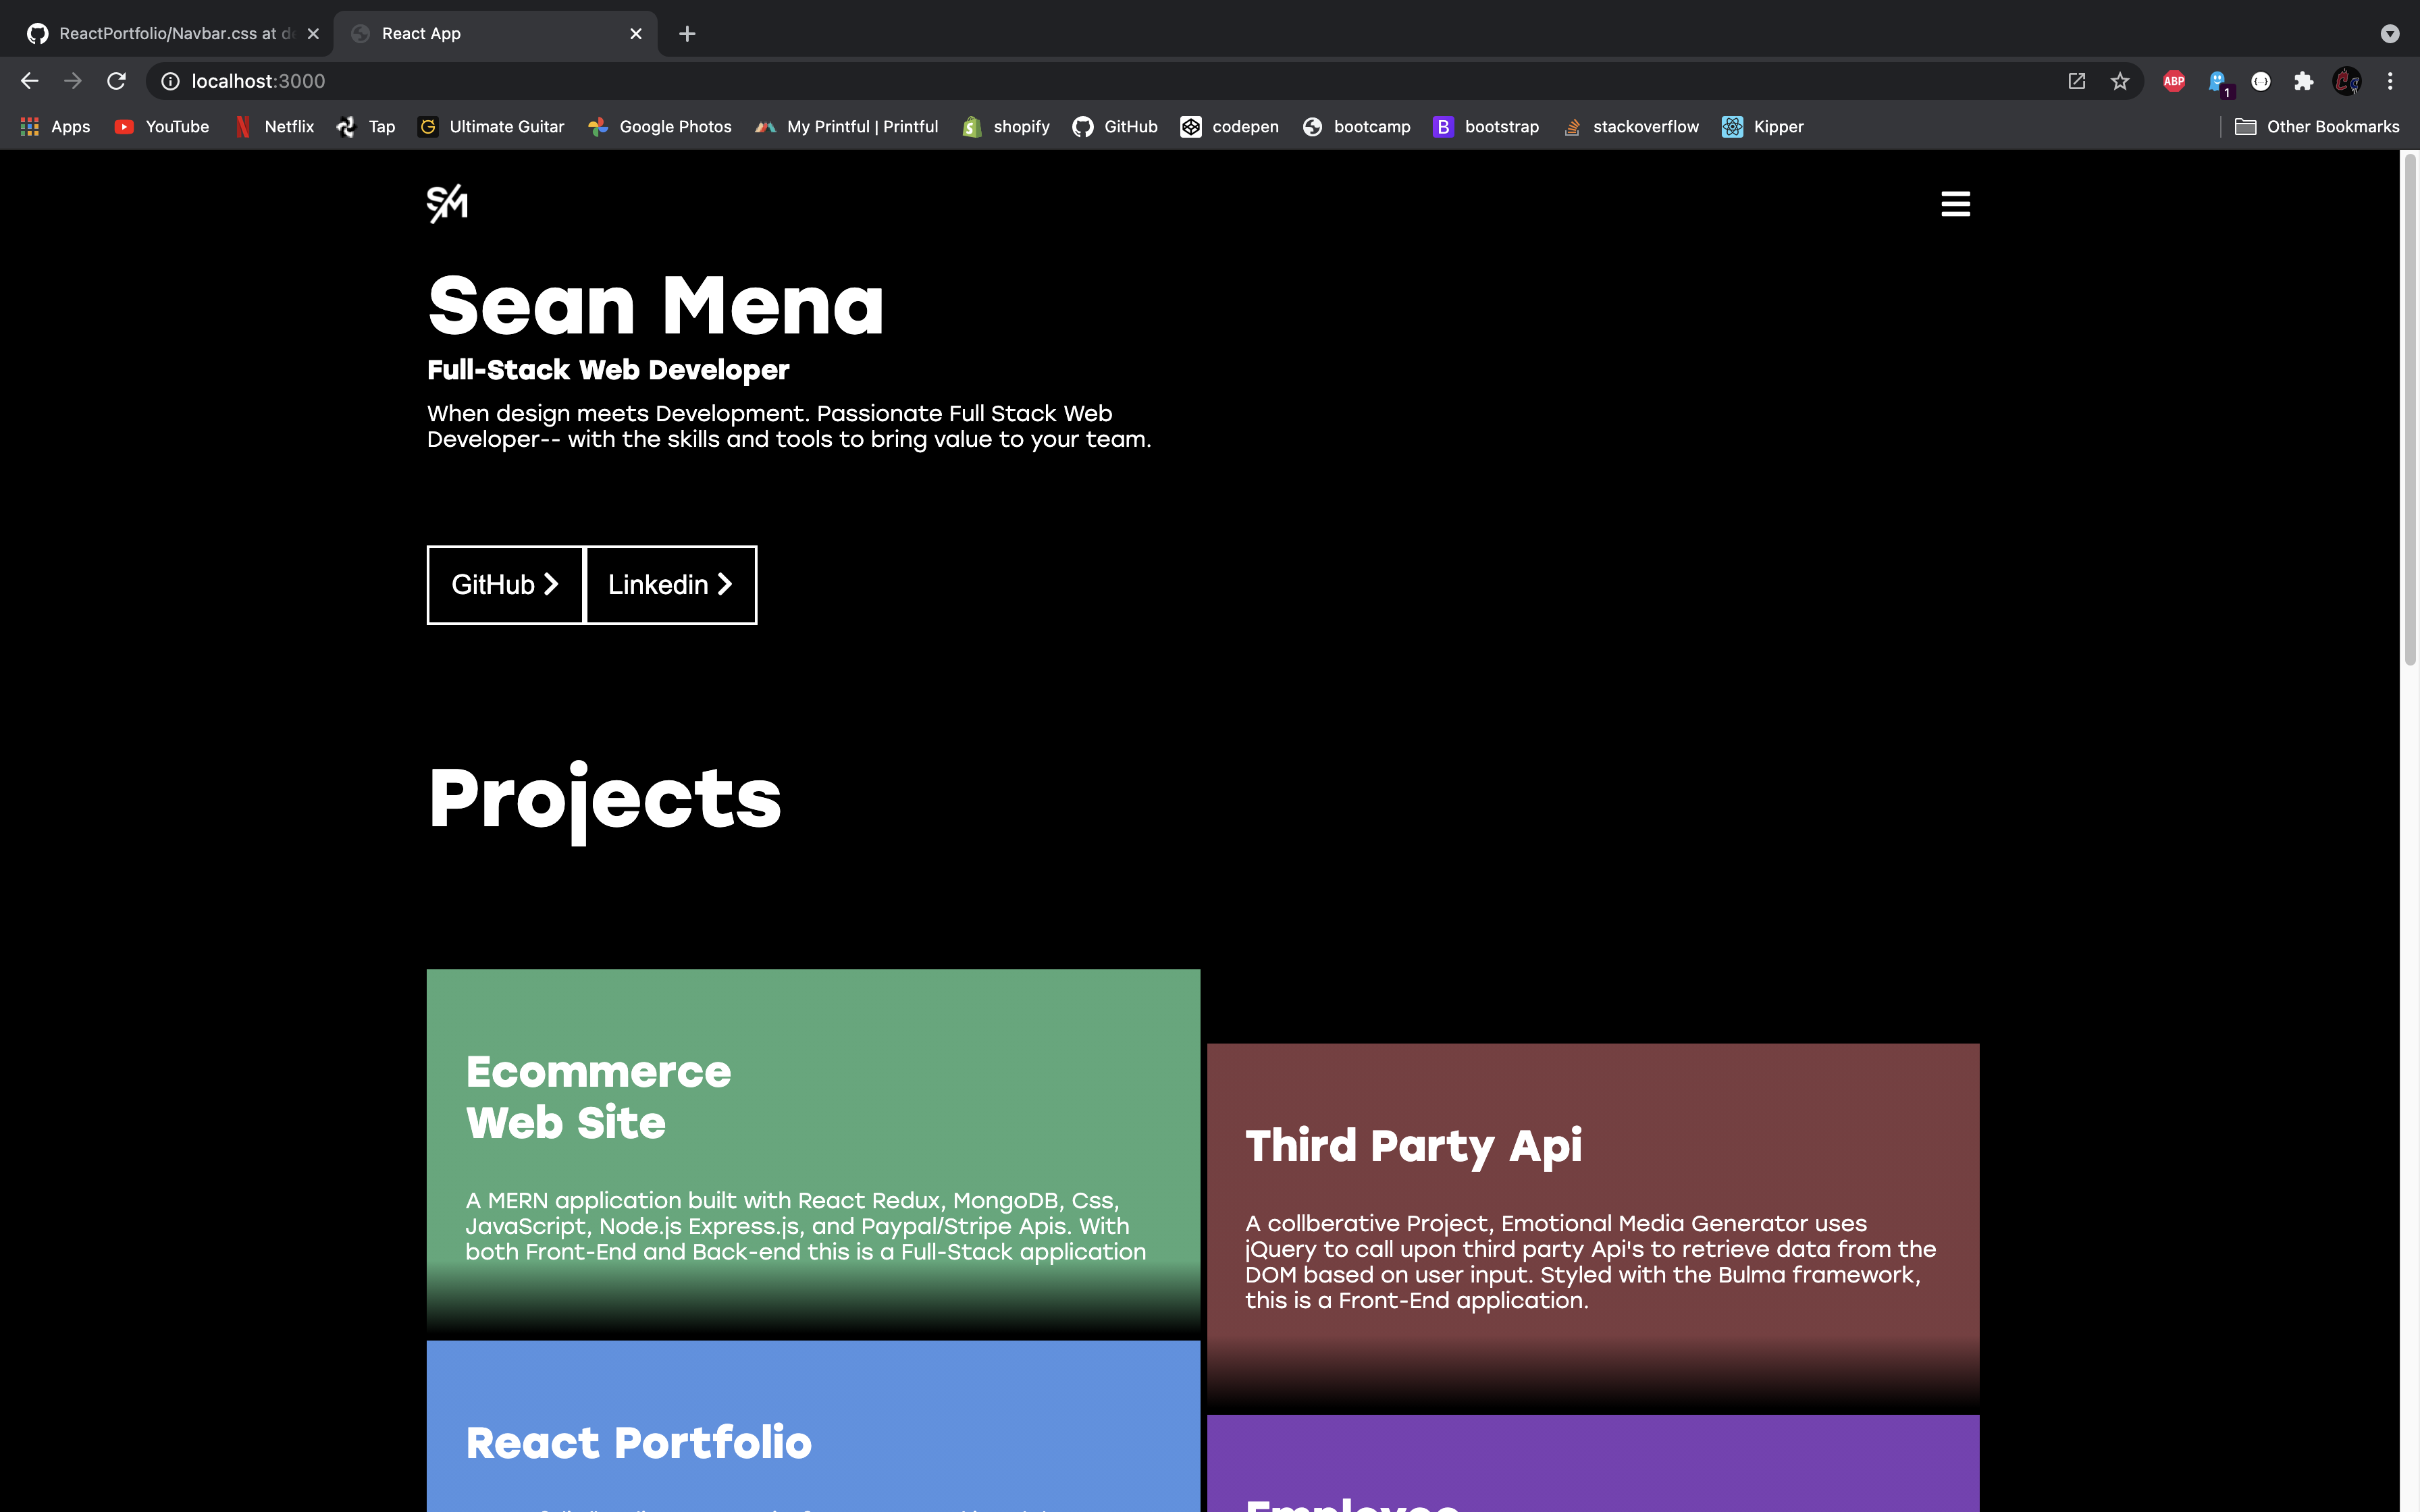 ReactPortfolio/Navbar.css at de
React App
localhost:3000
ABP
1
Apps
YouTube
Netflix
Tap
Ultimate Guitar
Google Photos
My Printful | Printful
shopify
GitHub
codepen
bootcamp
B
bootstrap
stackoverflow
Kipper
Other Bookmarks
S/M
Sean Mena
Full-Stack Web Developer
When design meets Development. Passionate Full Stack Web
Developer-- with the skills and tools to bring value to your team.
GitHub
Linkedin
Projects
Ecommerce
Web Site
A MERN application built with React Redux, MongoDB, Css,
JavaScript, Node.js Express.js, and Paypal/Stripe Apis. With
both Front-End and Back-end this is a Full-Stack application
Third Party Api
A collberative Project, Emotional Media Generator uses
jQuery to call upon third party Api's to retrieve data from the
DOM based on user input. Styled with the Bulma framework,
this is a Front-End application.
React Portfolio
Employee